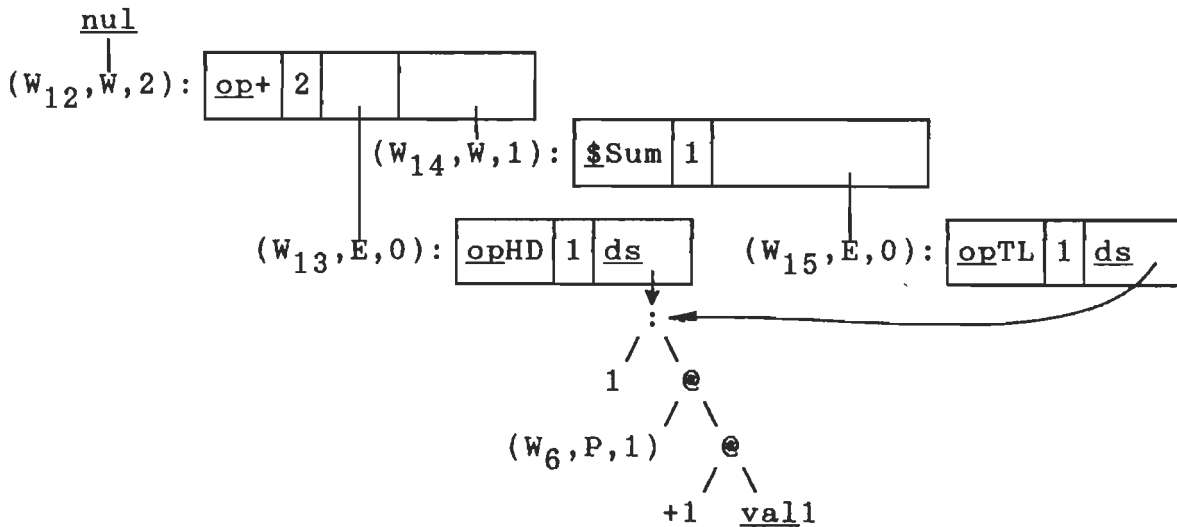 nul
(W12,W,2): op+ 2
(W14,W,1): $Sum 1
(W13,E,0): opHD 1 ds (W15,E,0): opTL 1 ds
:
1 @
(W6,P,1) @
+1 val1